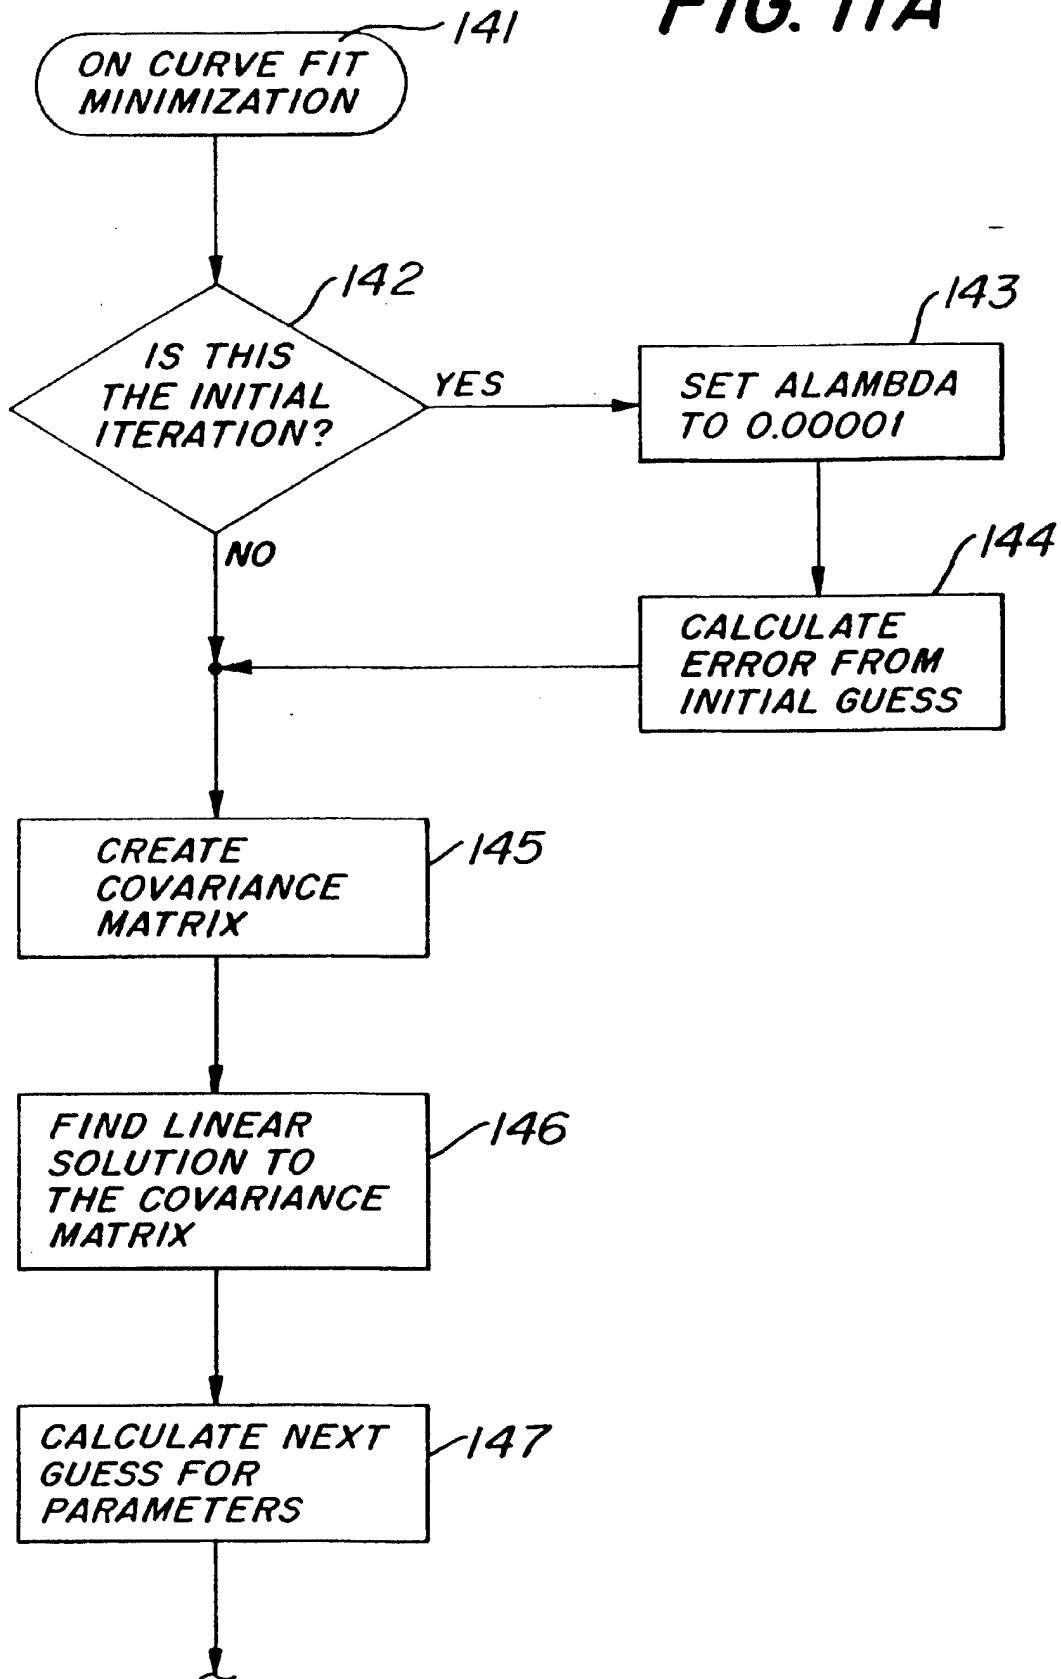 FIG. 11A
141
ON CURVE FIT
MINIMIZATION
142
IS THIS
THE INITIAL
ITERATION?
YES
NO
143
SET ALAMBDA
TO 0.00001
144
CALCULATE
ERROR FROM
INITIAL GUESS
145
CREATE
COVARIANCE
MATRIX
146
FIND LINEAR
SOLUTION TO
THE COVARIANCE
MATRIX
147
CALCULATE NEXT
GUESS FOR
PARAMETERS